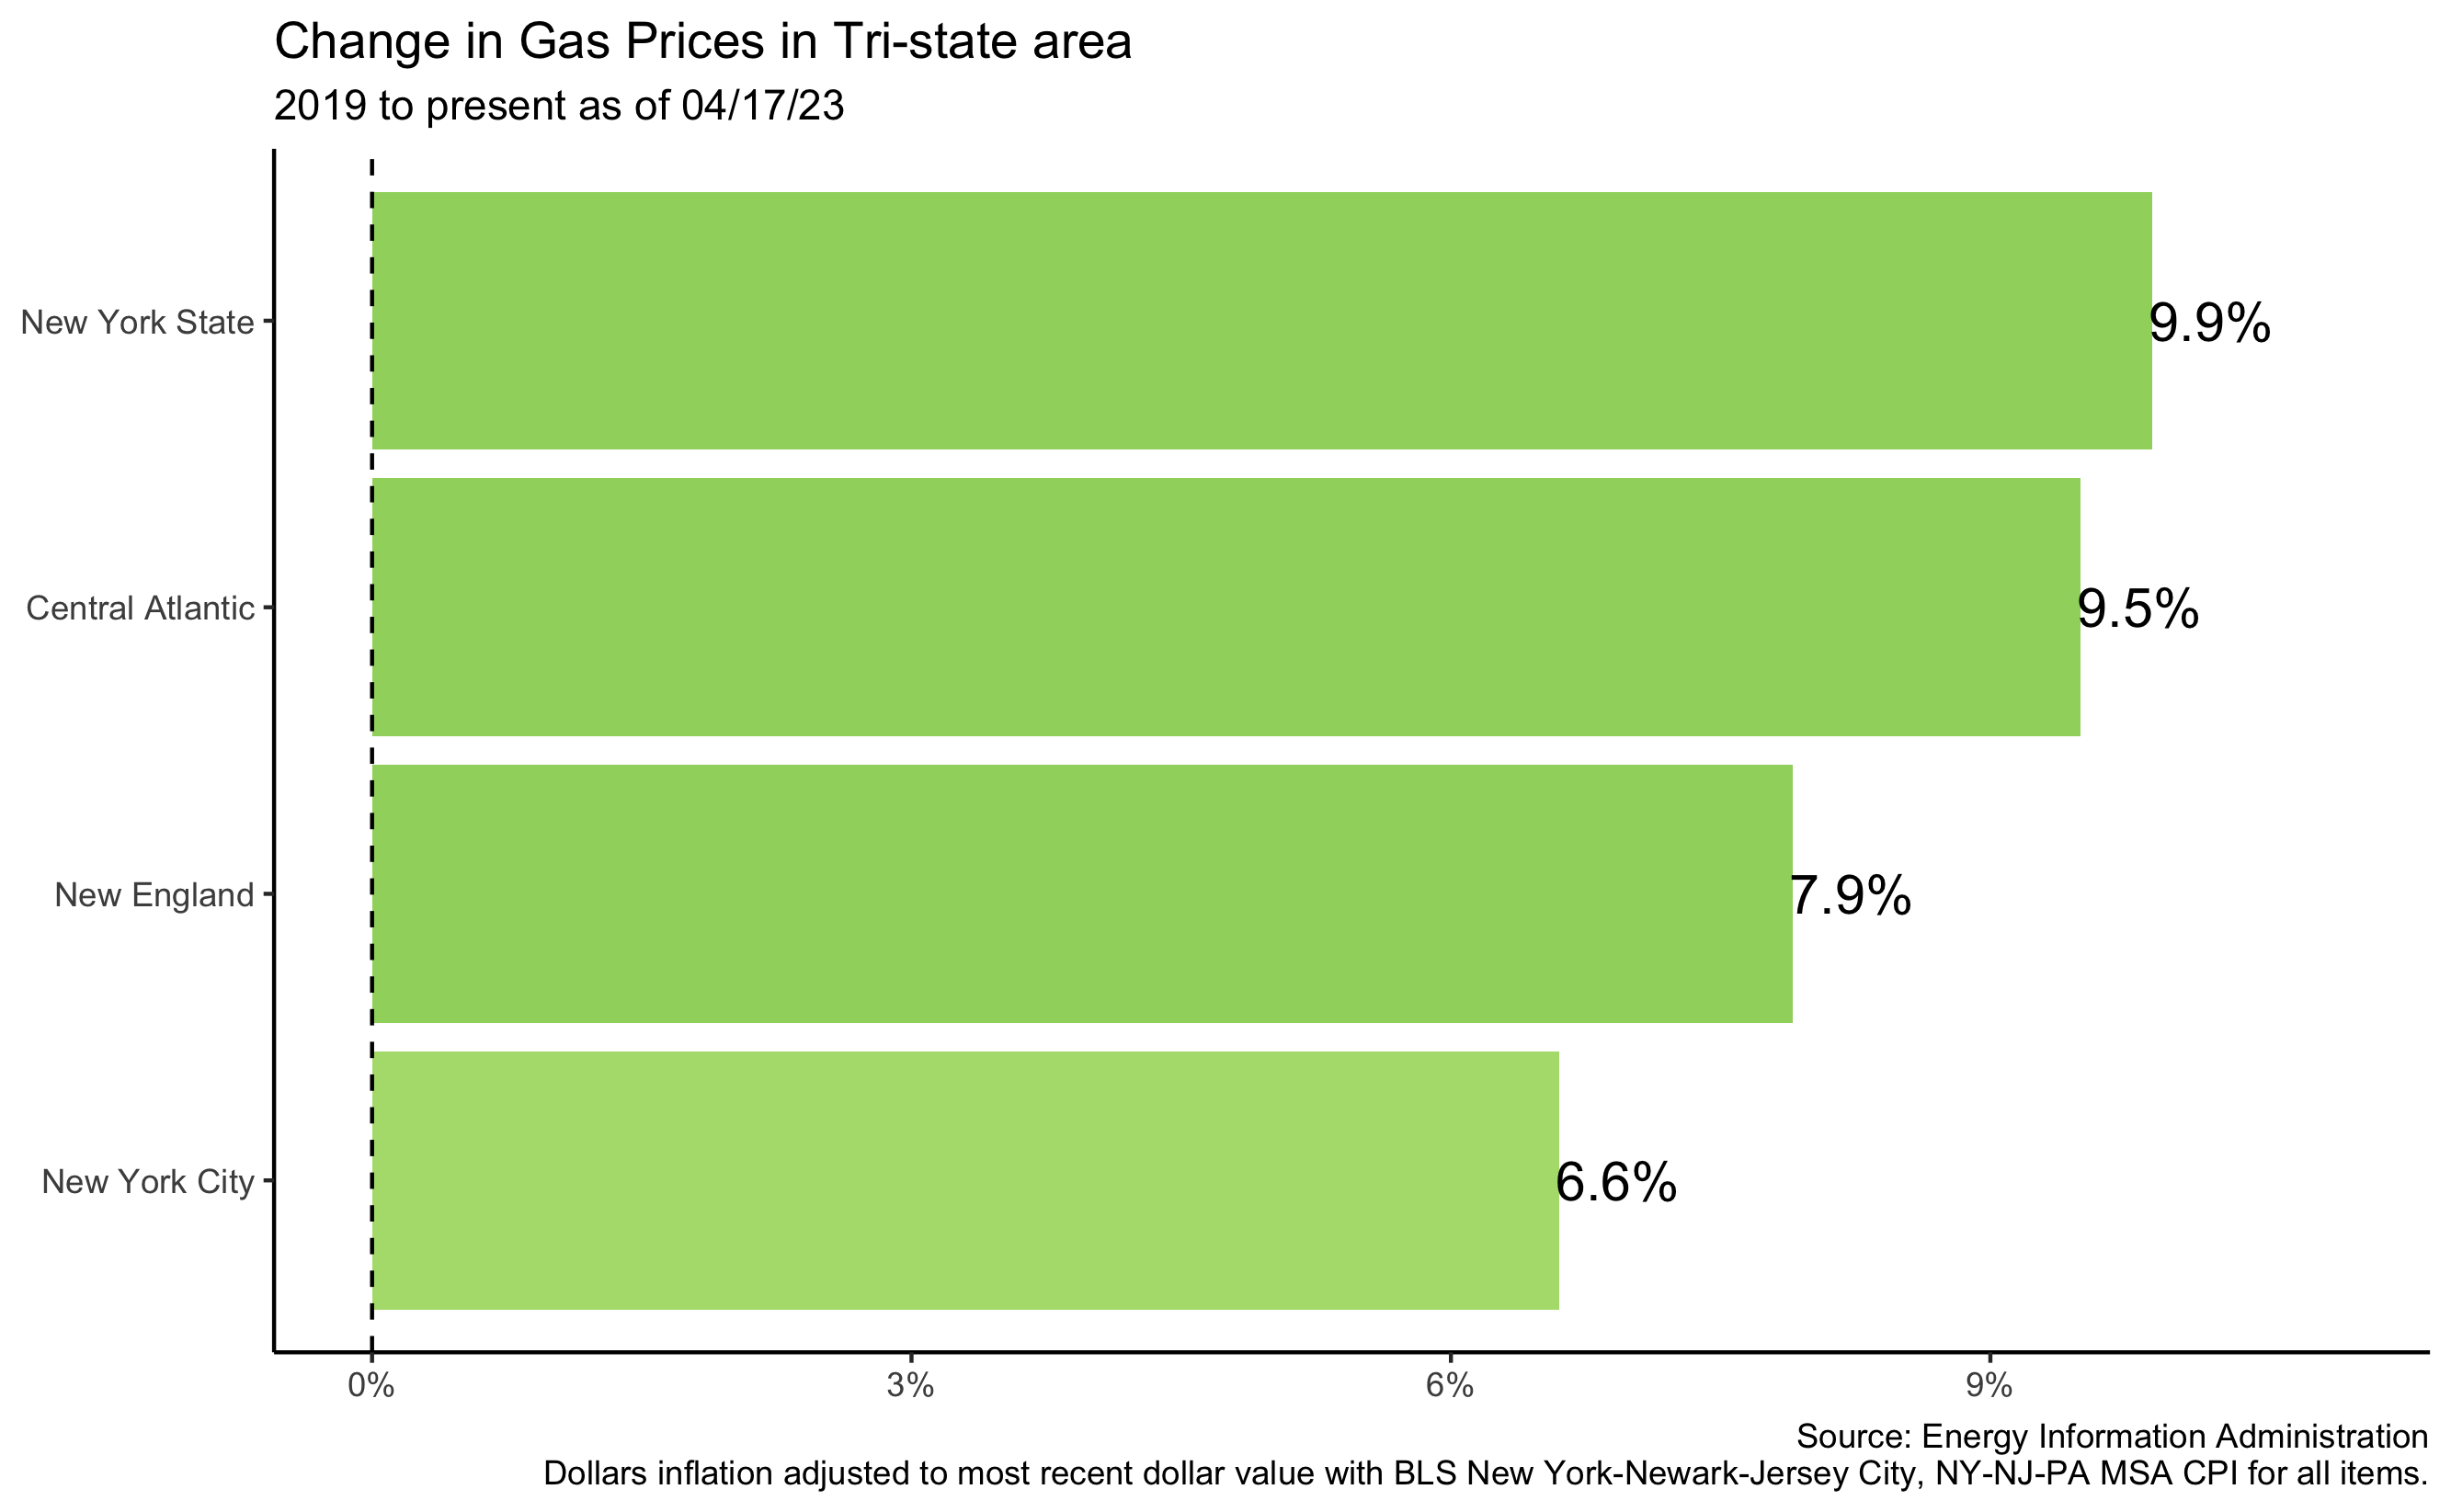 Change in Gas Prices in Tri-state area
2019 to present as of 04/17/23
New York State
9.9%
Central Atlantic
9.5%
New England
7.9%
New York City
6.6%
0%
3%
6%
9%
Source: Energy Information Administration
Dollars inflation adjusted to most recent dollar value with BLS New York-Newark-Jersey City, NY-NJ-PA MSA CPI for all items.